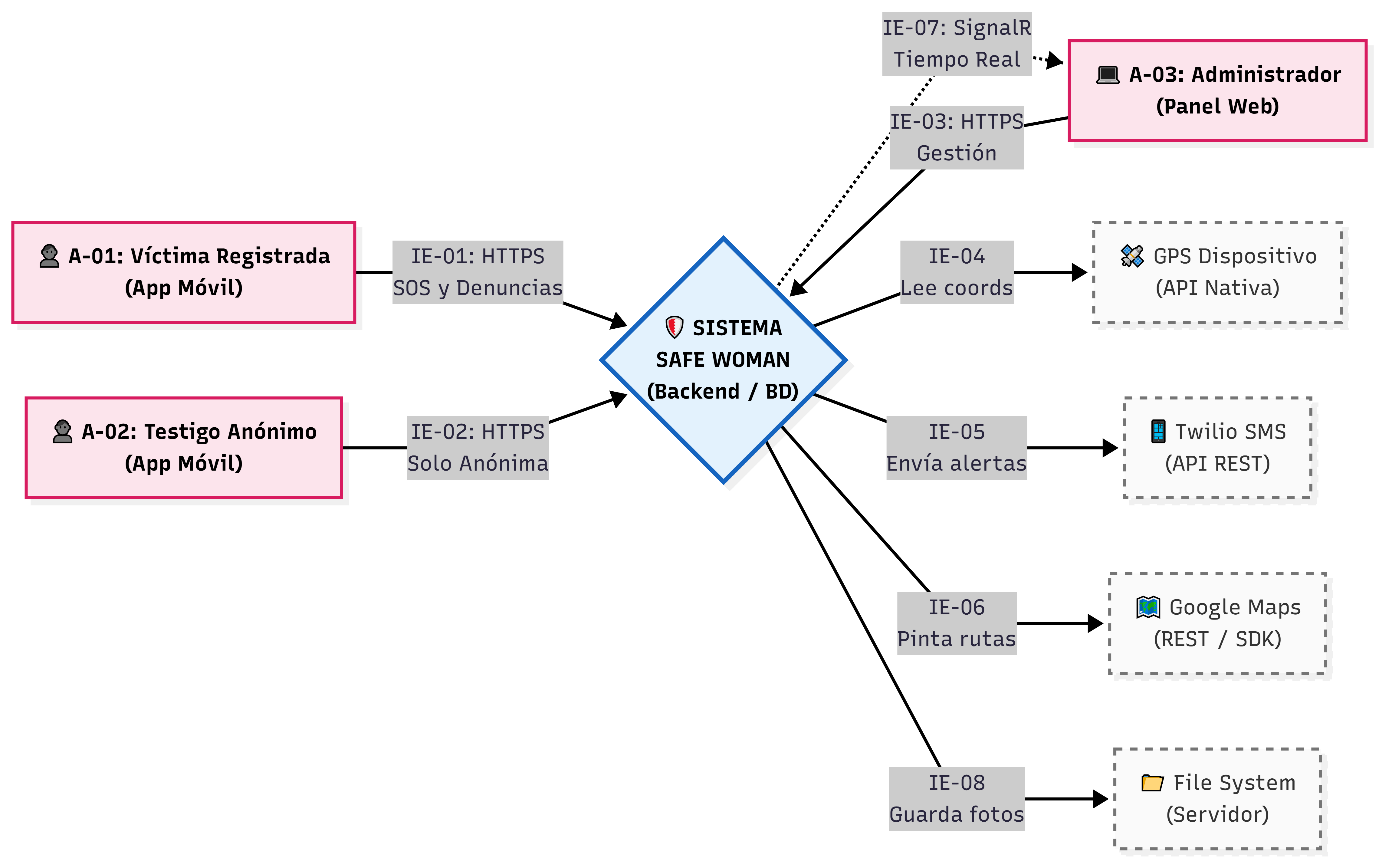 IE-07: SignalR
Tiempo Real
A-03: Administrador
(Panel Web)
IE-03: HTTPS
Gestión
A-01: Víctima Registrada
(App Móvil)
IE-01: HTTPS
SOS y Denuncias
IE-04
Lee coords
GPS Dispositivo
(API Nativa)
SISTEMA
SAFE WOMAN
(Backend / BD)
A-02: Testigo Anónimo
(App Móvil)
IE-02: HTTPS
Solo Anónima
IE-05
Envía alertas
Twilio SMS
(API REST)
IE-06
Pinta rutas
Google Maps
(REST / SDK)
IE-08
Guarda fotos
File System
(Servidor)